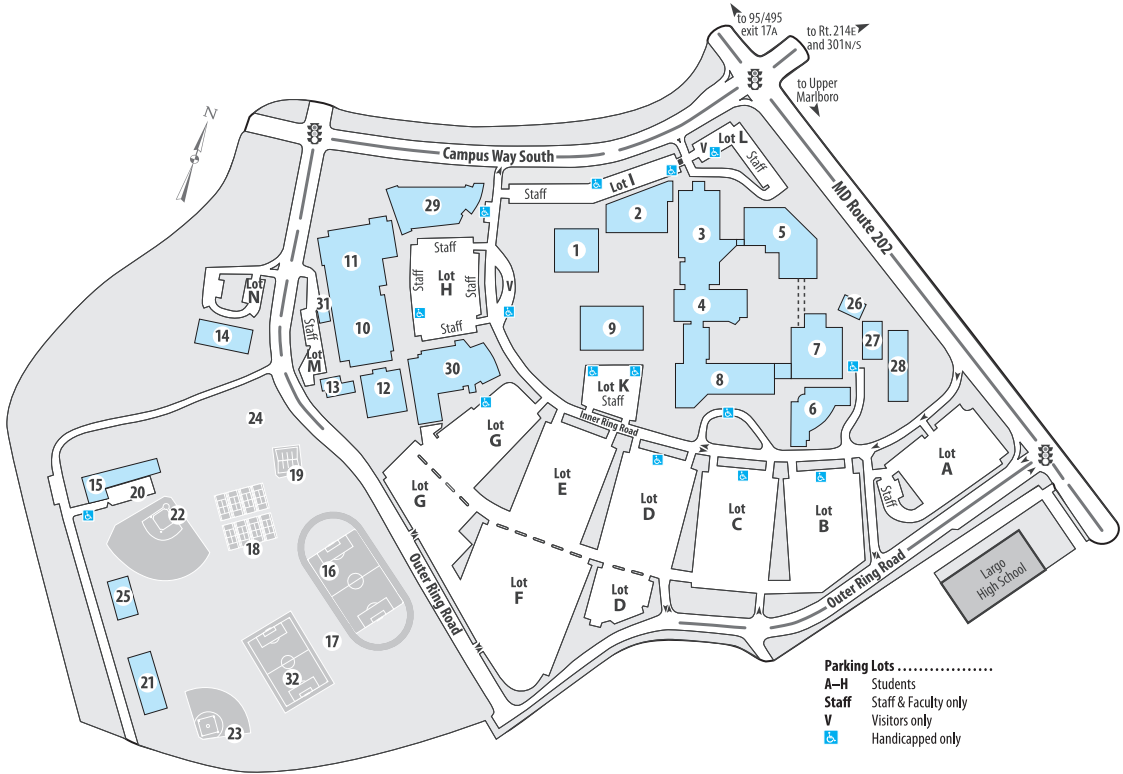 to 95/495
exit 17A
to Rt. 214E
and 301N/S
to Upper
Marlboro
N
Campus Way South
MD Route 202
Lot L
V
Staff
Lot I
Staff
29
2
3
5
1
11
Staff
Lot
H
Staff
Staff
Staff
V
Lot
N
31
Staff
Lot
M
14
10
4
26
9
7
27
28
30
13
12
8
6
Lot K
Staff
Inner Ring Road
24
Lot
G
Lot
G
Lot
E
Lot
D
Lot
C
Lot
B
Lot
A
Staff
19
15
20
22
18
16
25
17
21
32
23
Lot
F
Lot
D
Outer Ring Road
Outer Ring Road
Largo
High School
Parking Lots ..................
A–H Students
Staff Staff & Faculty only
V Visitors only
Handicapped only